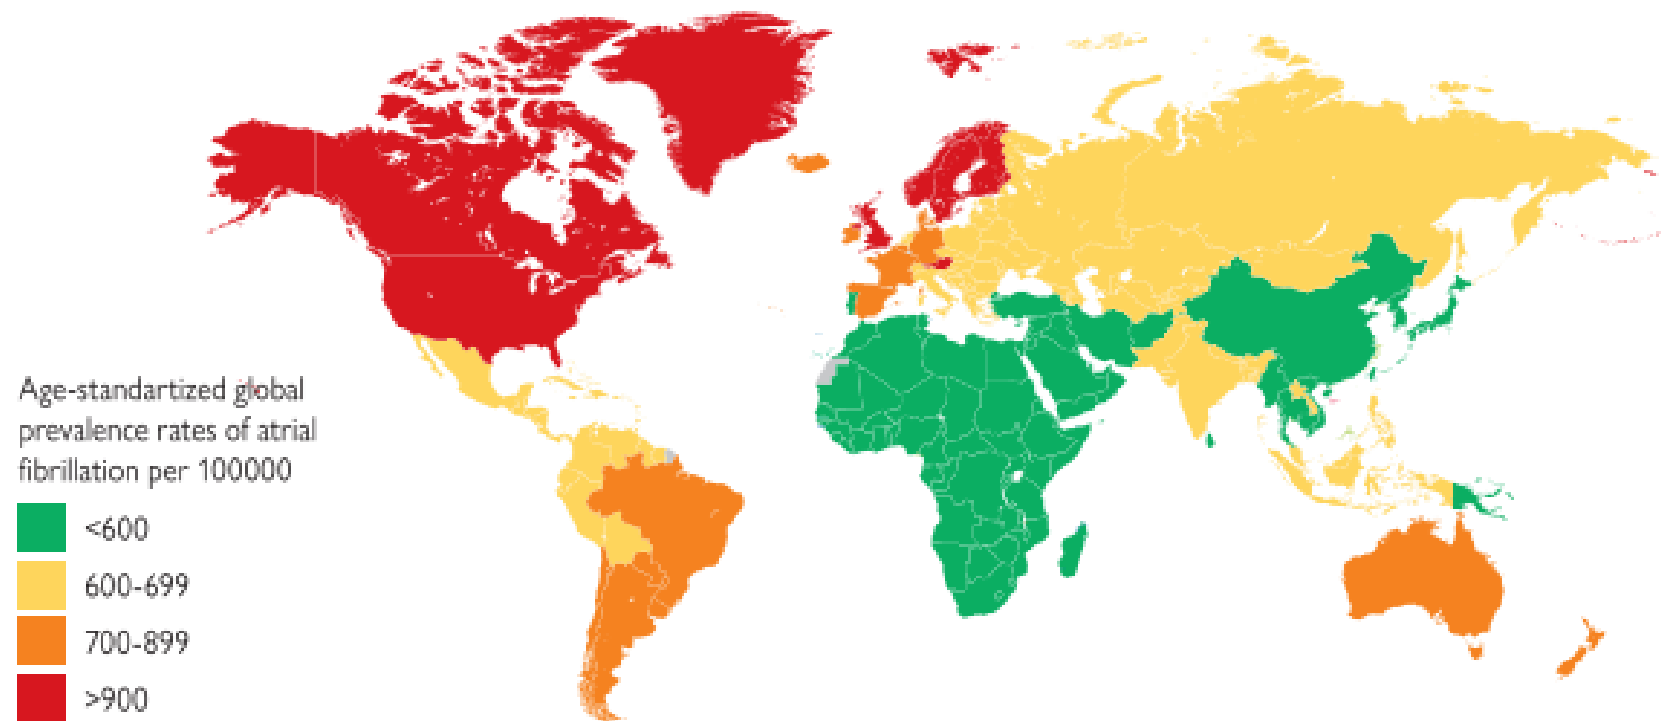 Age-standartized global
prevalence rates of atrial
fibrillation per 100000
<600
600-699
700-899
>900